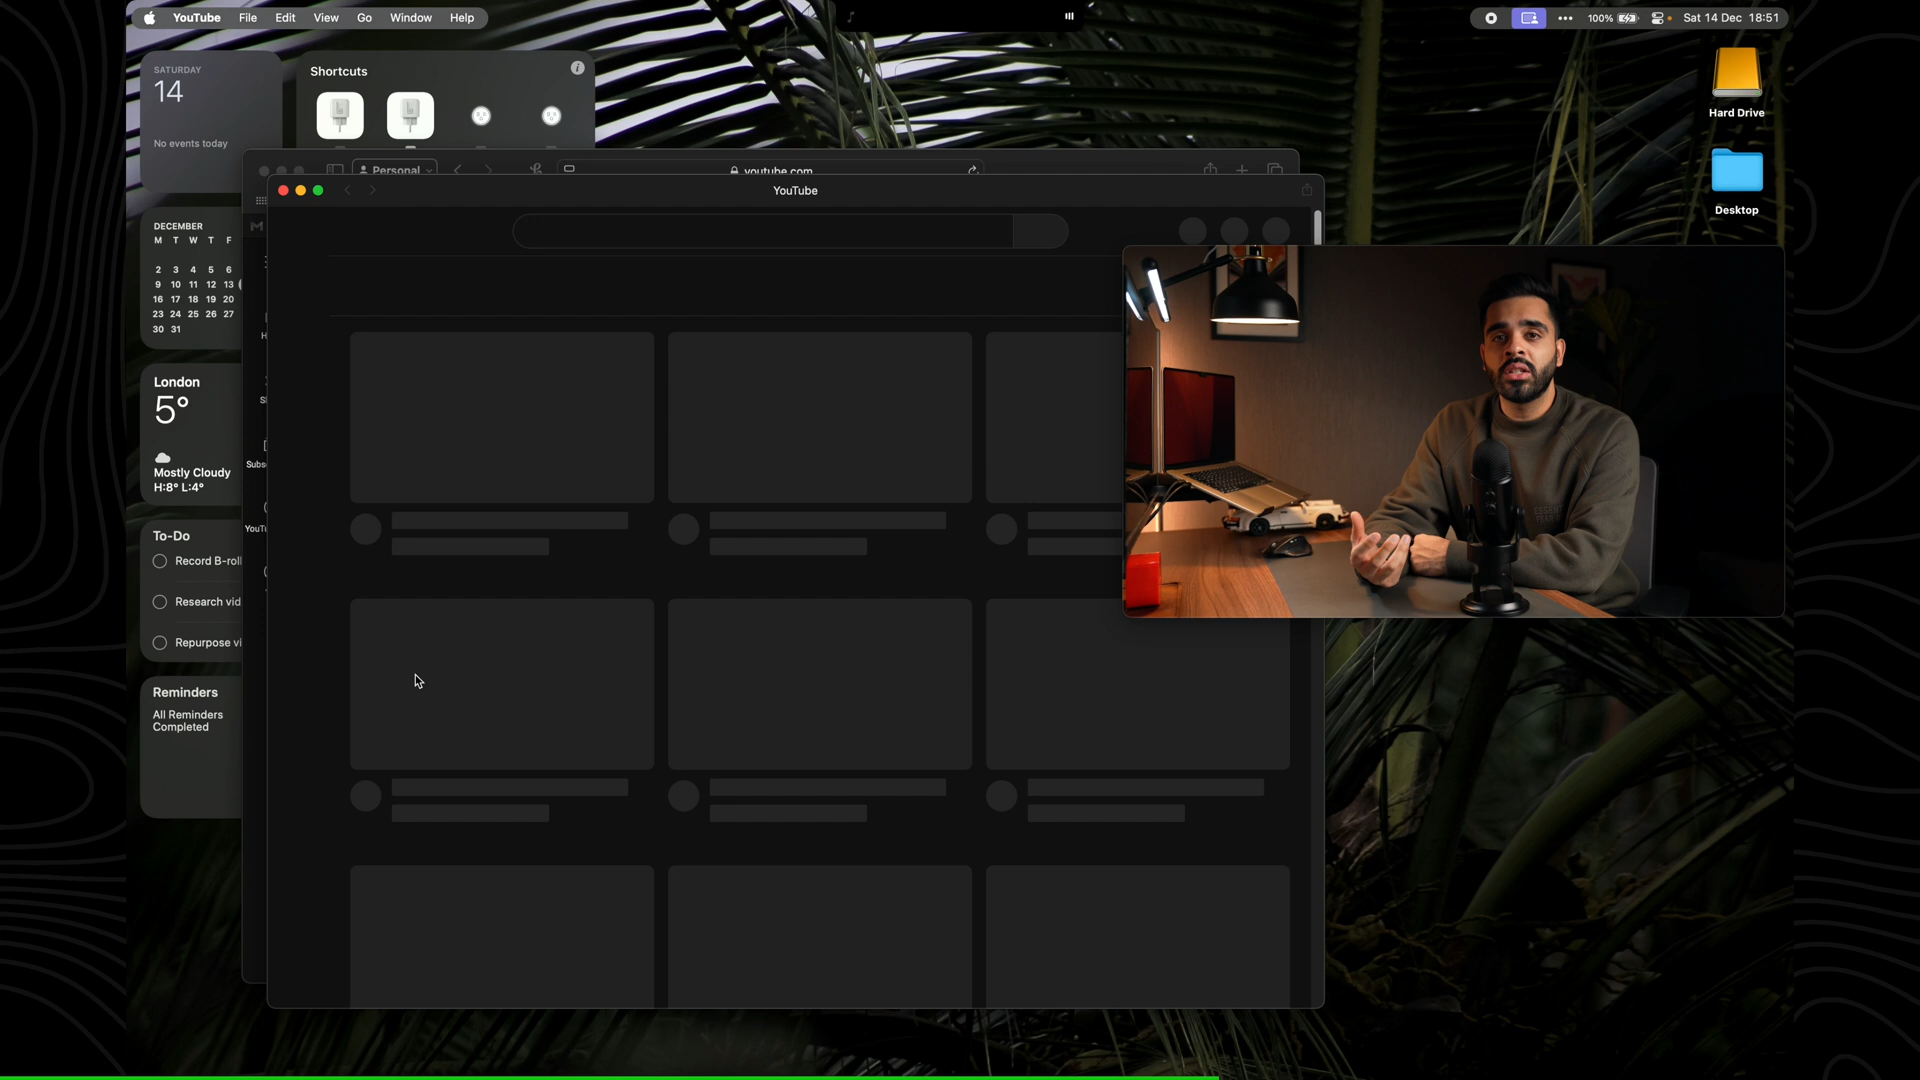 YouTube File Edit View Go Window Help
100% Sat 14 Dec 18:51
SATURDAY
14
No events today
Shortcuts
Hard Drive
Desktop
Personal
youtube.com
YouTube
DECEMBER
M T W T F
2 3 4 5 6
9 10 11 12 13
16 17 18 19 20
23 24 25 26 27
30 31
London
5°
Mostly Cloudy
H:8° L:4°
To-Do
Record B-roll
Research vid
Repurpose vi
Reminders
All Reminders
Completed
H
Subs
YouTu